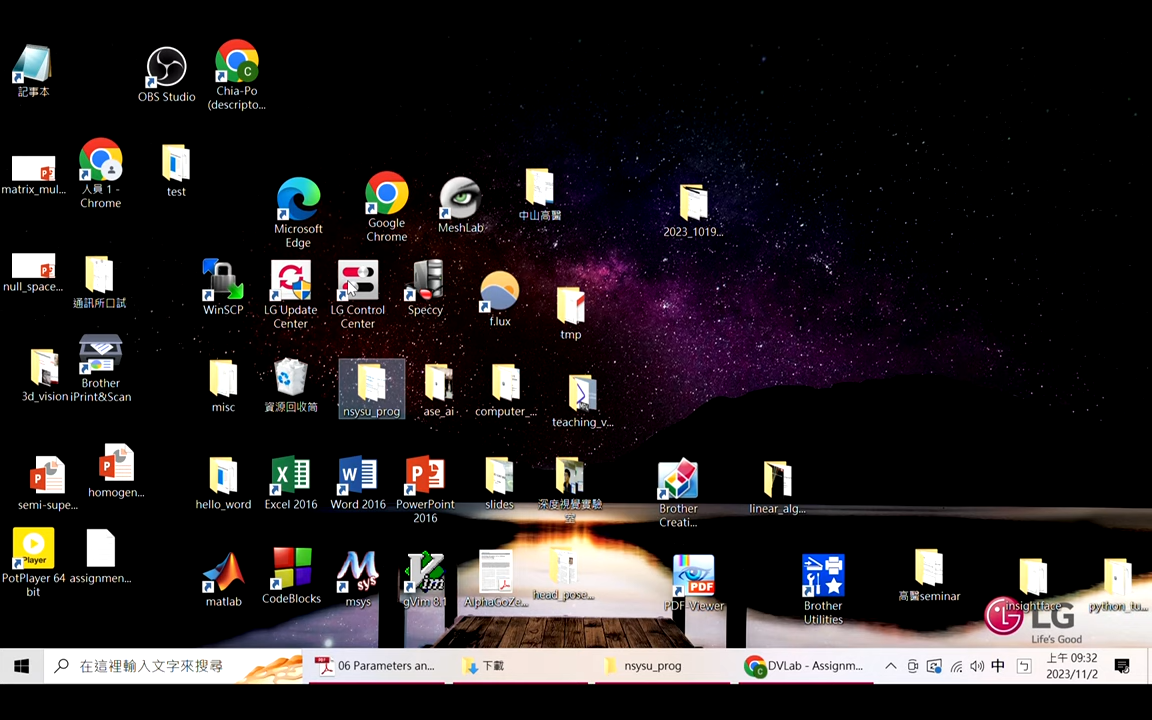 記事本
OBS Studio
Chia-Po
(descripto...
matrix_mul...
人員 1 -
Chrome
test
Microsoft
Edge
Google
Chrome
MeshLab
中山高醫
2023_1019...
null_space...
通訊所口試
WinSCP
LG Update
Center
LG Control
Center
Speccy
f.lux
tmp
3d_vision
Brother
iPrint&Scan
misc
資源回收筒
nsysu_prog
ase_ai
computer_...
teaching_v...
semi-supe...
homogen...
hello_word
Excel 2016
Word 2016
PowerPoint
2016
slides
深度視覺實驗
室
Brother
Creati...
linear_alg...
Player
PotPlayer 64
bit
assignmen...
matlab
CodeBlocks
msys
gVim 8.1
AlphaGoZe...
head_pose...
PDF
PDF-Viewer
Brother
Utilities
高醫seminar
insightface
python_tu...
LG
Life's Good
在這裡輸入文字來搜尋
06 Parameters an...
下載
nsysu_prog
DVLab - Assignm...
中
上午 09:32
2023/11/2